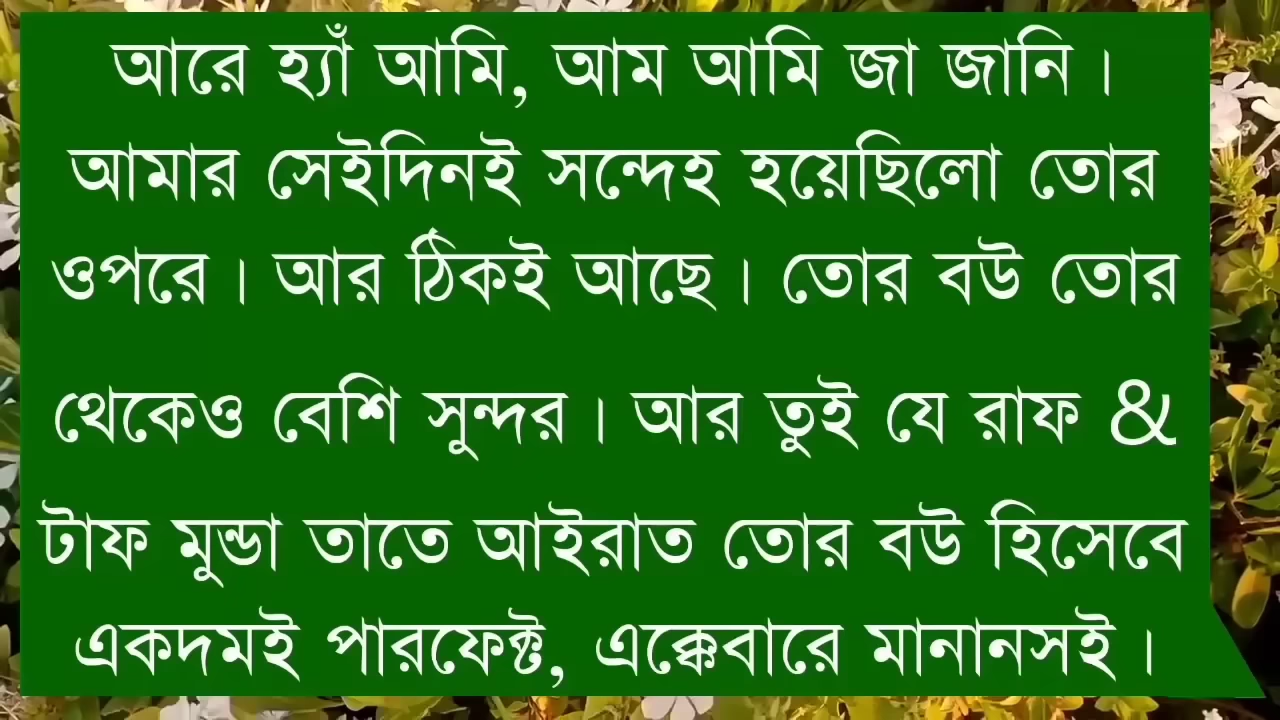 আরে হ্যাঁ আমি, আম আমি জা জানি।
আমার সেইদিনই সন্দেহ হয়েছিলো তোর
ওপরে। আর ঠিকই আছে। তোর বউ তোর
থেকেও বেশি সুন্দর। আর তুই যে রাফ &
টাফ মুন্ডা তাতে আইরাত তোর বউ হিসেবে
একদমই পারফেক্ট, এক্কেবারে মানানসই।